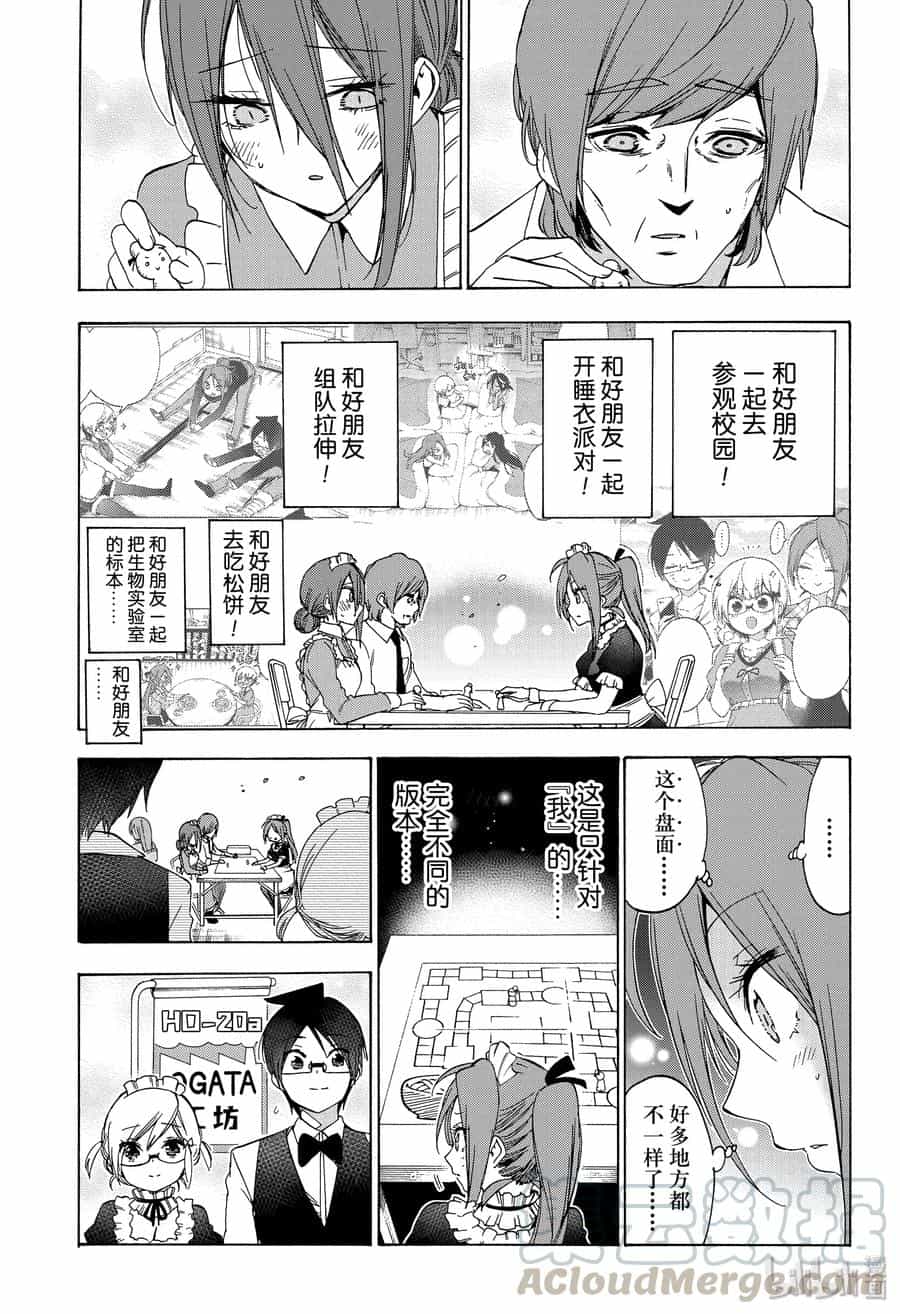 和好朋友
一起去
参观校园！
和好朋友一起
开睡衣派对！
和好朋友
组队拉伸！
和好朋友
去吃松饼！
和好朋友一起
把生物实验室
的标本……
和好朋友
……
……
这个盘面……
好多地方都
不一样了……
这是只针对
『我』的……
完全不同的
版本……
HO-20a
OGATA
工坊
ACloudMerge.com